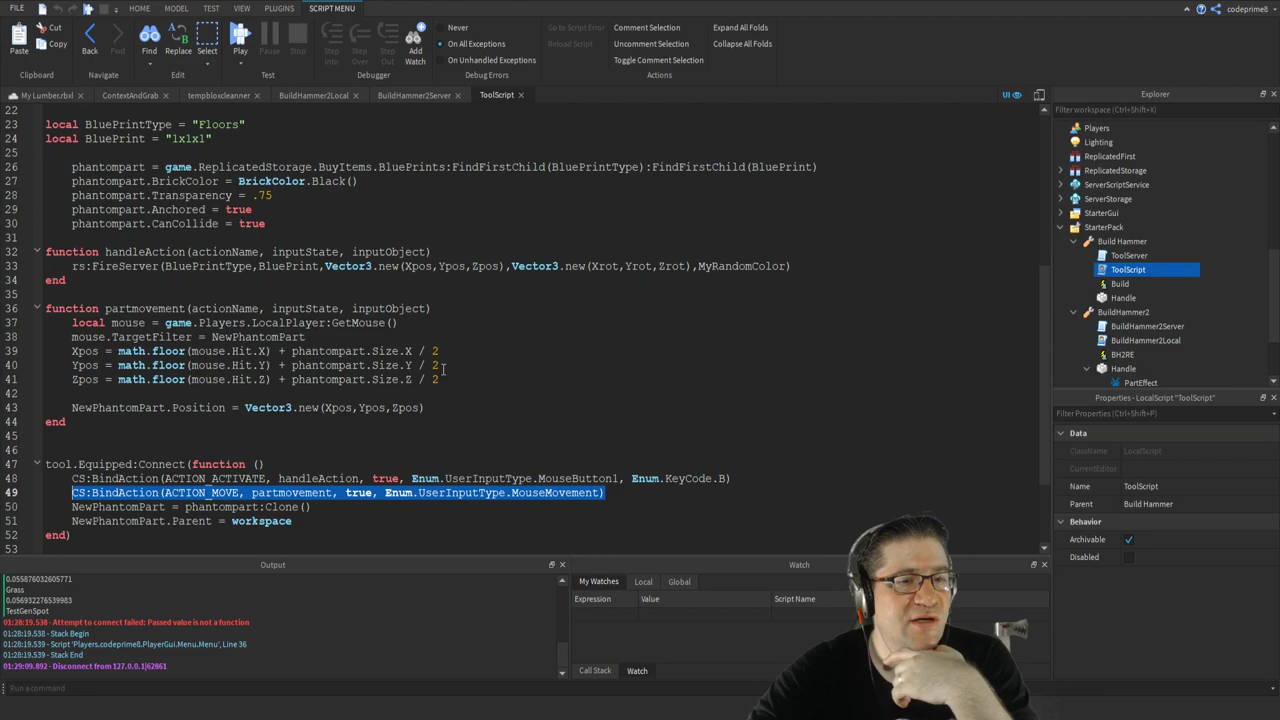 FILE HOME MODEL TEST VIEW PLUGINS SCRIPT MENU codeprime8
Paste Cut Copy Back Fwd Find Replace Select Play Pause Stop Step Into Step Over Step Out Add Watch Never On All Exceptions On Unhandled Exceptions Go to Script Error Reload Script Comment Selection Uncomment Selection Toggle Comment Selection Expand All Folds Collapse All Folds
Clipboard Navigate Edit Test Debugger Debug Errors Actions
My Lumber.rbxl ContextAndGrab tempbloxcleanner BuildHammer2Local BuildHammer2Server ToolScript UI
22
23 local BluePrintType = "Floors"
24 local BluePrint = "1x1x1"
25
26 phantompart = game.ReplicatedStorage.BuyItems.BluePrints:FindFirstChild(BluePrintType):FindFirstChild(BluePrint)
27 phantompart.BrickColor = BrickColor.Black()
28 phantompart.Transparency = .75
29 phantompart.Anchored = true
30 phantompart.CanCollide = true
31
32 function handleAction(actionName, inputState, inputObject)
33 rs:FireServer(BluePrintType,BluePrint,Vector3.new(Xpos,Ypos,Zpos),Vector3.new(Xrot,Yrot,Zrot),MyRandomColor)
34 end
35
36 function partmovement(actionName, inputState, inputObject)
37 local mouse = game.Players.LocalPlayer:GetMouse()
38 mouse.TargetFilter = NewPhantomPart
39 Xpos = math.floor(mouse.Hit.X) + phantompart.Size.X / 2
40 Ypos = math.floor(mouse.Hit.Y) + phantompart.Size.Y / 2
41 Zpos = math.floor(mouse.Hit.Z) + phantompart.Size.Z / 2
42
43 NewPhantomPart.Position = Vector3.new(Xpos,Ypos,Zpos)
44 end
45
46
47 tool.Equipped:Connect(function ()
48 CS:BindAction(ACTION_ACTIVATE, handleAction, true, Enum.UserInputType.MouseButton1, Enum.KeyCode.B)
49 CS:BindAction(ACTION_MOVE, partmovement, true, Enum.UserInputType.MouseMovement)
50 NewPhantomPart = phantompart:Clone()
51 NewPhantomPart.Parent = workspace
52 end)
53
Explorer
Filter workspace (Ctrl+Shift+X)
Players
Lighting
ReplicatedFirst
ReplicatedStorage
ServerScriptService
ServerStorage
StarterGui
StarterPack
Build Hammer
ToolServer
ToolScript
Build
Handle
BuildHammer2
BuildHammer2Server
BuildHammer2Local
BH2RE
Handle
PartEffect
Properties - LocalScript "ToolScript"
Filter Properties (Ctrl+Shift+P)
Data
ClassName LocalScript
CurrentEditor
Name ToolScript
Parent Build Hammer
Behavior
Archivable
Disabled
Output
0.055876032605771
Grass
0.056932276539983
TestGenSpot
01:28:19.538 - Attempt to connect failed: Passed value is not a function
01:28:19.538 - Stack Begin
01:28:19.539 - Script 'Players.codeprime8.PlayerGui.Menu.Menu', Line 36
01:28:19.539 - Stack End
01:29:09.892 - Disconnect from 127.0.0.1|62861
Watch
My Watches Local Global
Expression Value Script Name
Call Stack Watch
Run a command